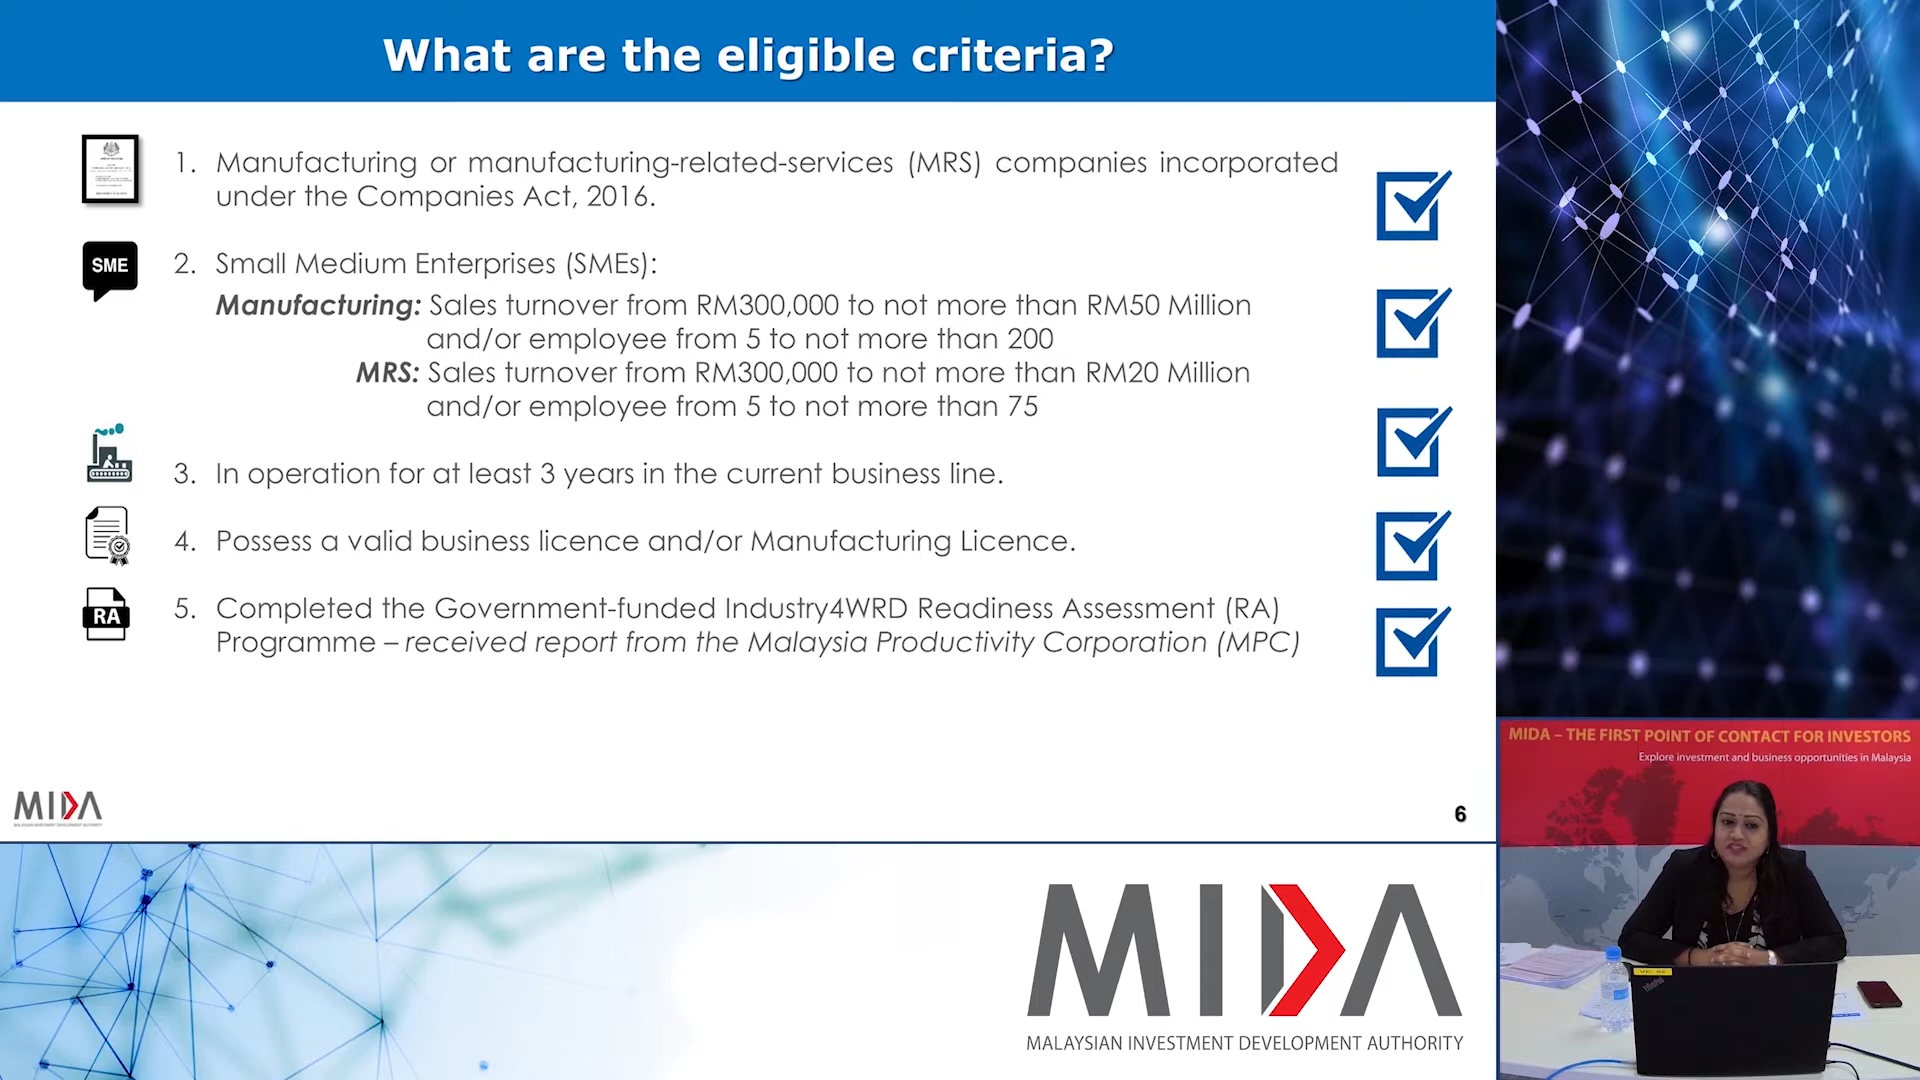 What are the eligible criteria?
1. Manufacturing or manufacturing-related-services (MRS) companies incorporated
under the Companies Act, 2016.
SME
2. Small Medium Enterprises (SMEs):
Manufacturing: Sales turnover from RM300,000 to not more than RM50 Million
and/or employee from 5 to not more than 200
MRS: Sales turnover from RM300,000 to not more than RM20 Million
and/or employee from 5 to not more than 75
3. In operation for at least 3 years in the current business line.
4. Possess a valid business licence and/or Manufacturing Licence.
RA
5. Completed the Government-funded Industry4WRD Readiness Assessment (RA)
Programme – received report from the Malaysia Productivity Corporation (MPC)
MIDA
MALAYSIAN INVESTMENT DEVELOPMENT AUTHORITY
6
MIDA
MALAYSIAN INVESTMENT DEVELOPMENT AUTHORITY
MIDA – THE FIRST POINT OF CONTACT FOR INVESTORS
Explore investment and business opportunities in Malaysia
ThinkPad